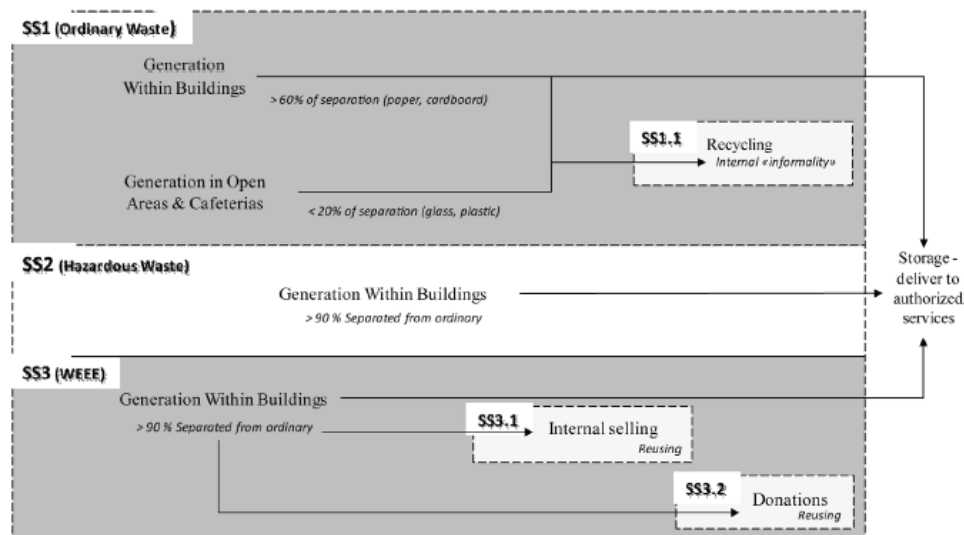 SS1 (Ordinary Waste)
Generation
Within Buildings
> 60% of separation (paper, cardboard)
SS1.1
Recycling
Internal «informality»
Generation in Open
Areas & Cafeterias
< 20% of separation (glass, plastic)
SS2 (Hazardous Waste)
Generation Within Buildings
> 90 % Separated from ordinary
Storage -
deliver to
authorized
services
SS3 (WEEE)
Generation Within Buildings
> 90 % Separated from ordinary
SS3.1
Internal selling
Reusing
SS3.2
Donations
Reusing